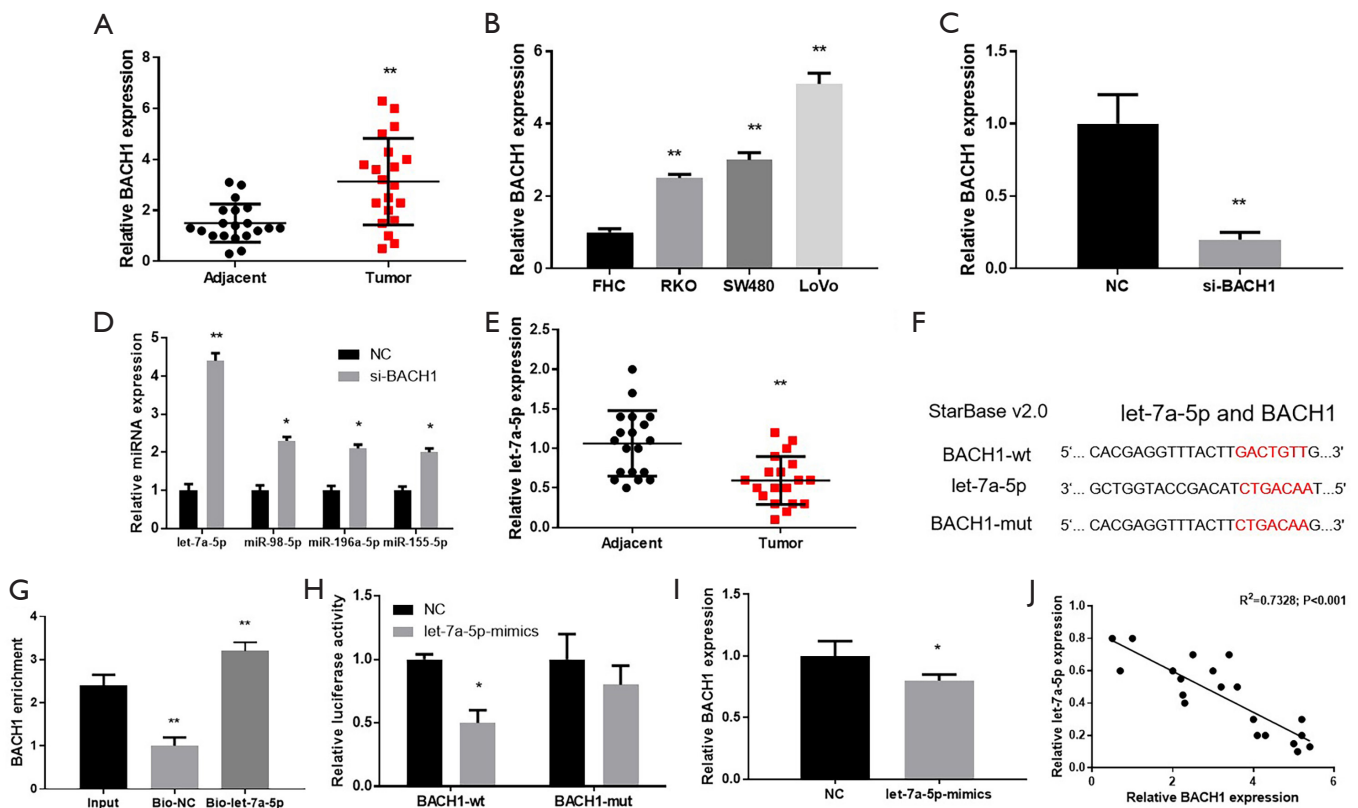 A
Relative BACH1 expression
8
6
4
2
0
**
Adjacent
Tumor
B
Relative BACH1 expression
6
4
2
0
**
**
**
FHC
RKO
SW480
LoVo
C
Relative BACH1 expression
1.5
1.0
0.5
0.0
**
NC
si-BACH1
D
Relative miRNA expression
5
4
3
2
1
0
**
*
*
*
NC
si-BACH1
let-7a-5p
miR-98-5p
miR-196a-5p
miR-155-5p
E
Relative let-7a-5p expression
2.5
2.0
1.5
1.0
0.5
0.0
**
Adjacent
Tumor
F
StarBase v2.0 let-7a-5p and BACH1
BACH1-wt 5'... CACGAGGTTTACTTGACTGTTG...3'
let-7a-5p 3'... GCTGGTACCGACATCTGACAAT...5'
BACH1-mut 5'... CACGAGGTTTACTTCTGACAAG...3'
G
BACH1 enrichment
4
3
2
1
0
**
**
Input
Bio-NC
Bio-let-7a-5p
H
Relative luciferase activity
1.5
1.0
0.5
0.0
NC
let-7a-5p-mimics
*
BACH1-wt
BACH1-mut
I
Relative BACH1 expression
1.5
1.0
0.5
0.0
*
NC
let-7a-5p-mimics
J
R²=0.7328; P<0.001
Relative let-7a-5p expression
1.0
0.8
0.6
0.4
0.2
0.0
0
2
4
6
Relative BACH1 expression